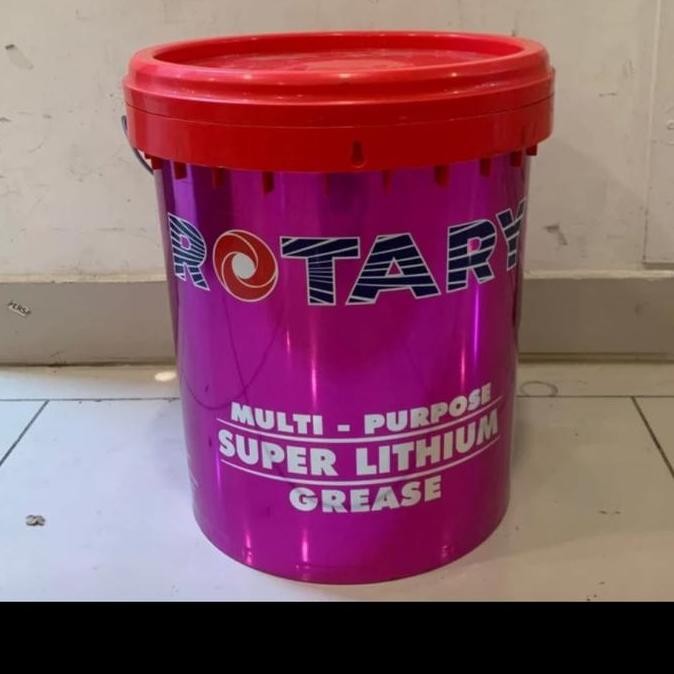 ROTARY
MULTI - PURPOSE
SUPER LITHIUM
GREASE